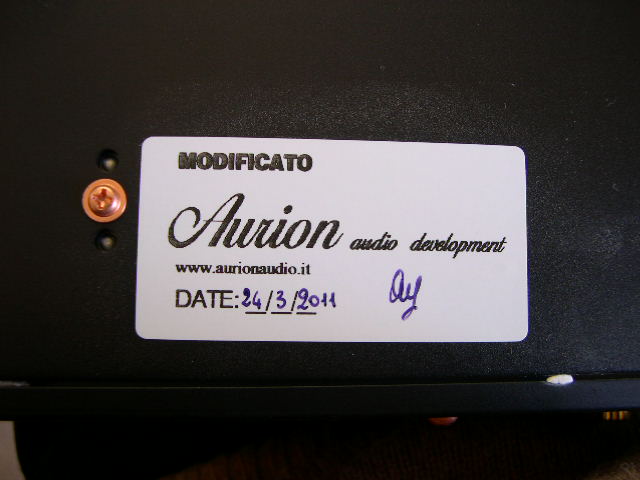 MODIFICATO
Aurion audio development
www.aurionaudio.it
DATE: 24/3/2011